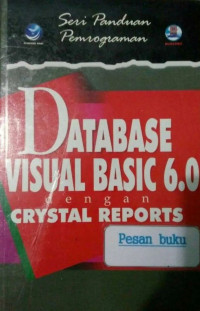 Seri Panduan
Pemrograman
DATABASE
VISUAL BASIC 6.0
dengan
CRYSTAL REPORTS
Pesan buku